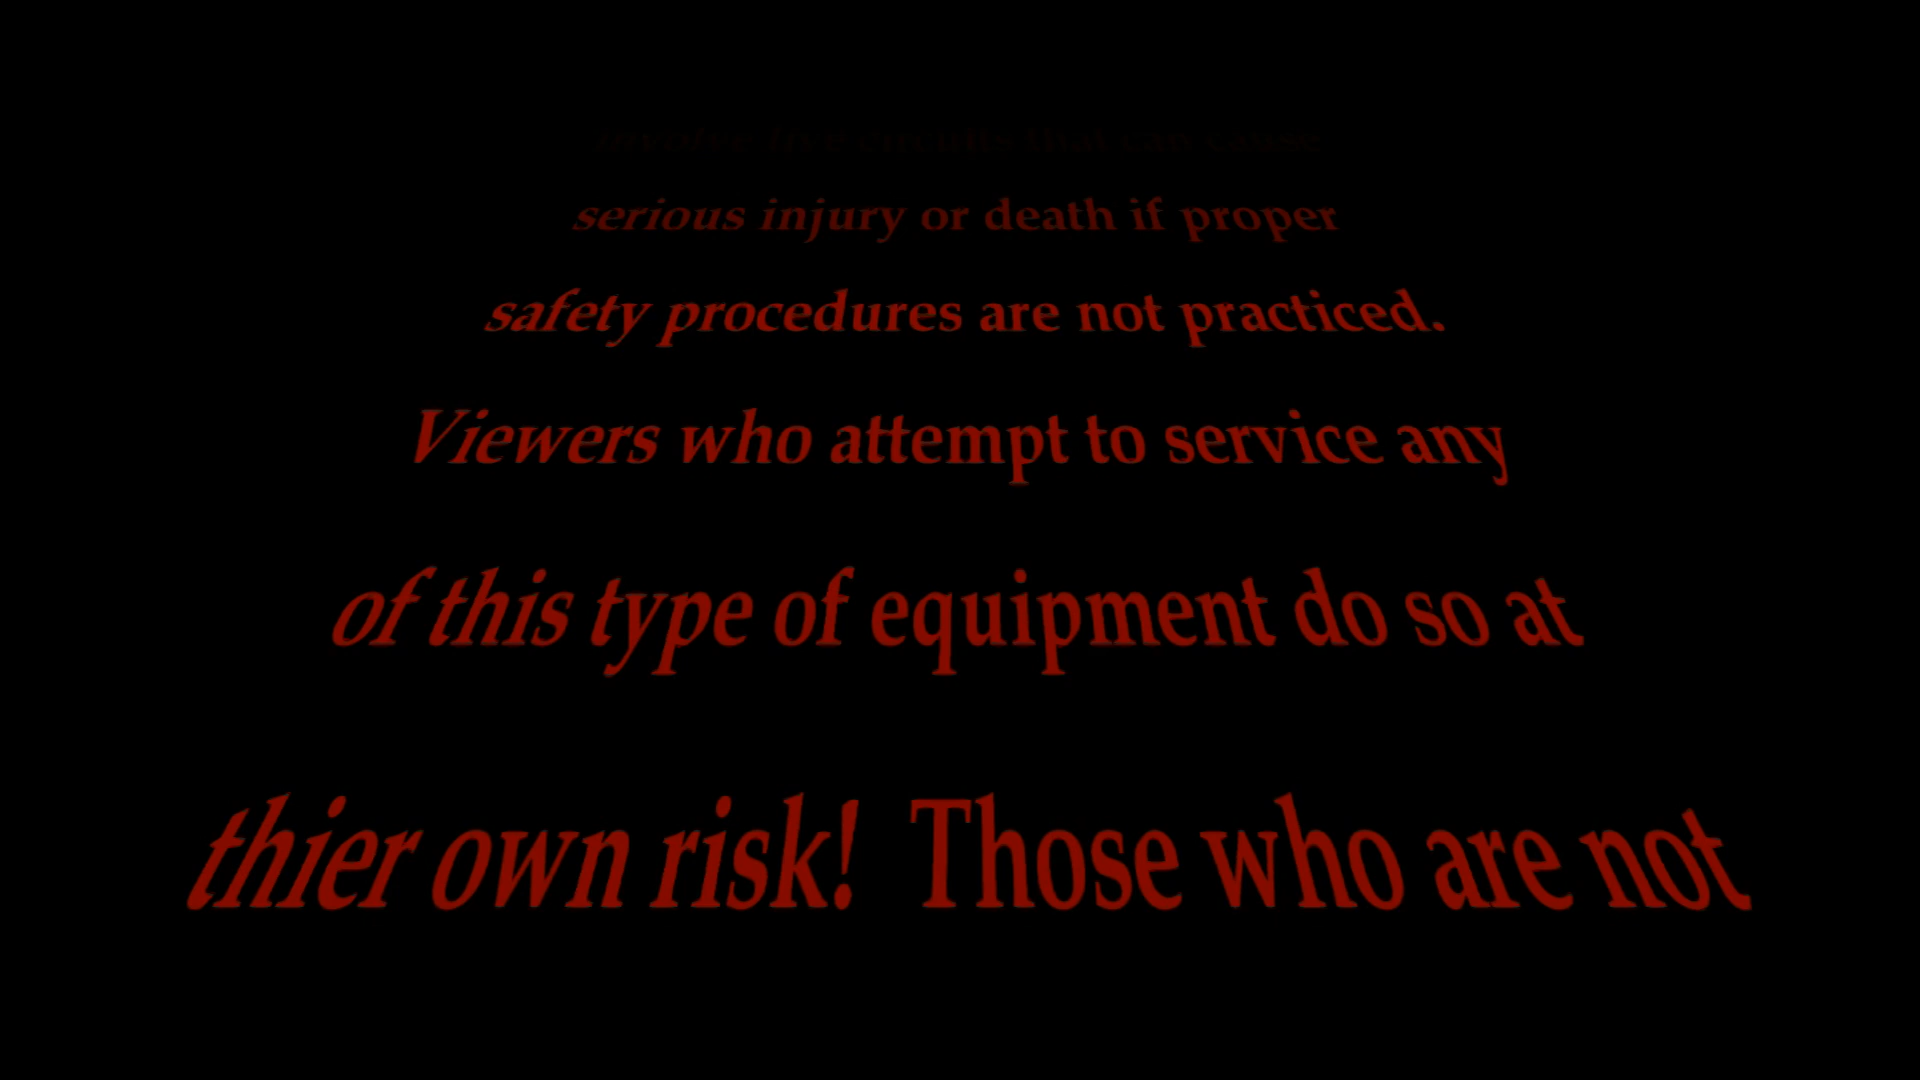 involve live circuits that can cause
serious injury or death if proper
safety procedures are not practiced.
Viewers who attempt to service any
of this type of equipment do so at
thier own risk! Those who are not